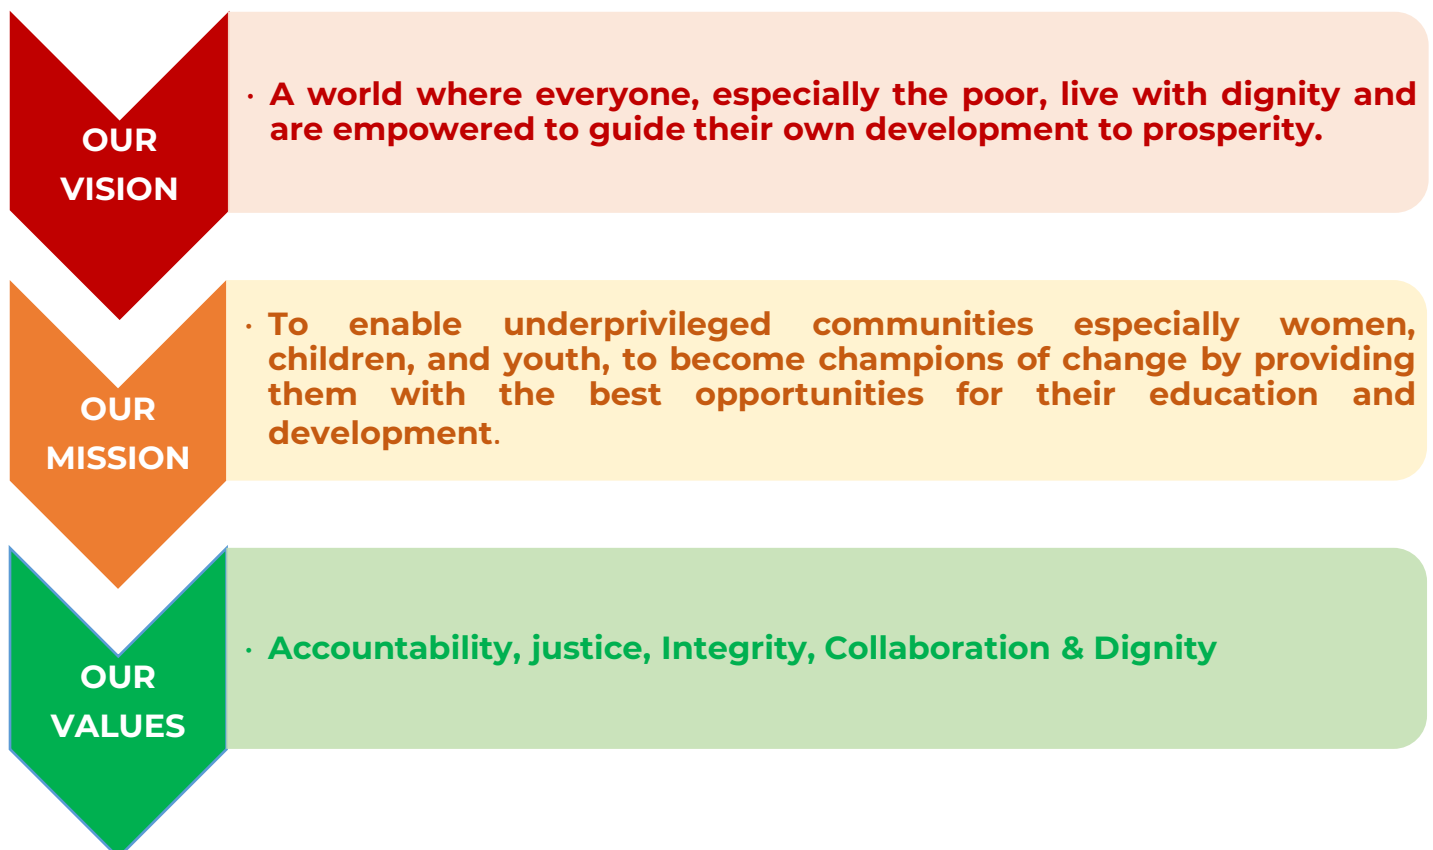 OUR
VISION
· A world where everyone, especially the poor, live with dignity and
are empowered to guide their own development to prosperity.
OUR
MISSION
· To enable underprivileged communities especially women,
children, and youth, to become champions of change by providing
them with the best opportunities for their education and
development.
OUR
VALUES
· Accountability, justice, Integrity, Collaboration & Dignity